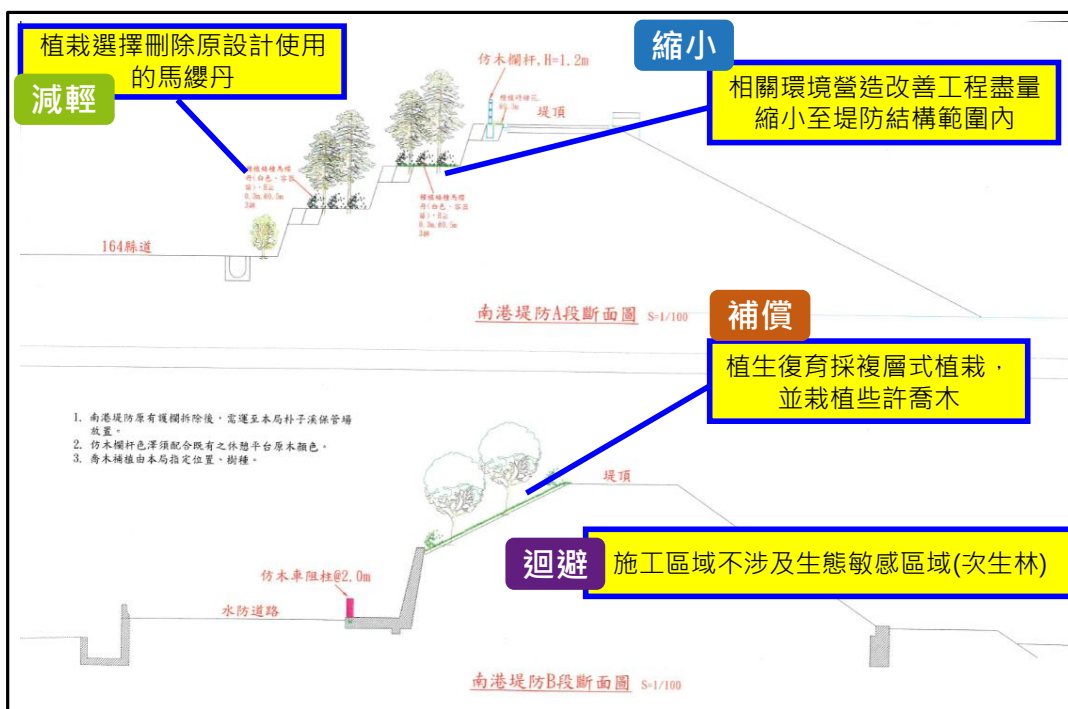 植栽選擇刪除原設計使用
的馬纓丹
減輕
縮小
相關環境營造改善工程盡量
縮小至堤防結構範圍內
仿木欄杆,H=1.2m
堤頂
164縣道
南港堤防A段斷面圖 S=1/100
補償
植生復育採複層式植栽，
並栽植些許喬木
1. 南港堤防原有護欄拆除後，需運至本局朴子溪保管場
放置。
2. 仿木欄杆色澤須配合既有之休憩平台原木顏色。
3. 喬木補植由本局指定位置、樹種。
堤頂
迴避
施工區域不涉及生態敏感區域(次生林)
仿木車阻柱@2.0m
水防道路
南港堤防B段斷面圖 S=1/100